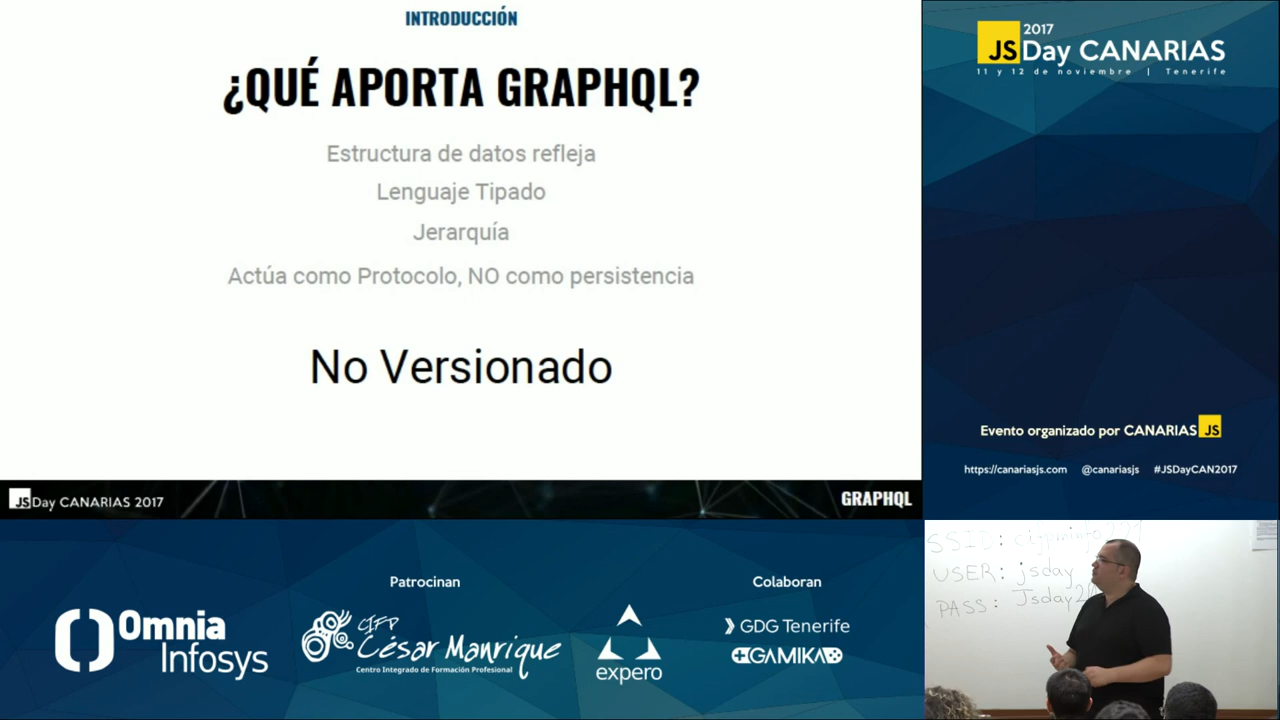 INTRODUCCIÓN
¿QUÉ APORTA GRAPHQL?
Estructura de datos refleja
Lenguaje Tipado
Jerarquía
Actúa como Protocolo, NO como persistencia
No Versionado
JSDay CANARIAS 2017
GRAPHQL
2017
JSDay CANARIAS
11 y 12 de noviembre | Tenerife
Evento organizado por CANARIAS JS
https://canariasjs.com @canariasjs #JSDayCAN2017
Patrocinan
Omnia
Infosys
CIFP
César Manrique
Centro Integrado de Formación Profesional
expero
Colaboran
GDG Tenerife
GAMIKA
SSID:
USER: jsday
PASS: